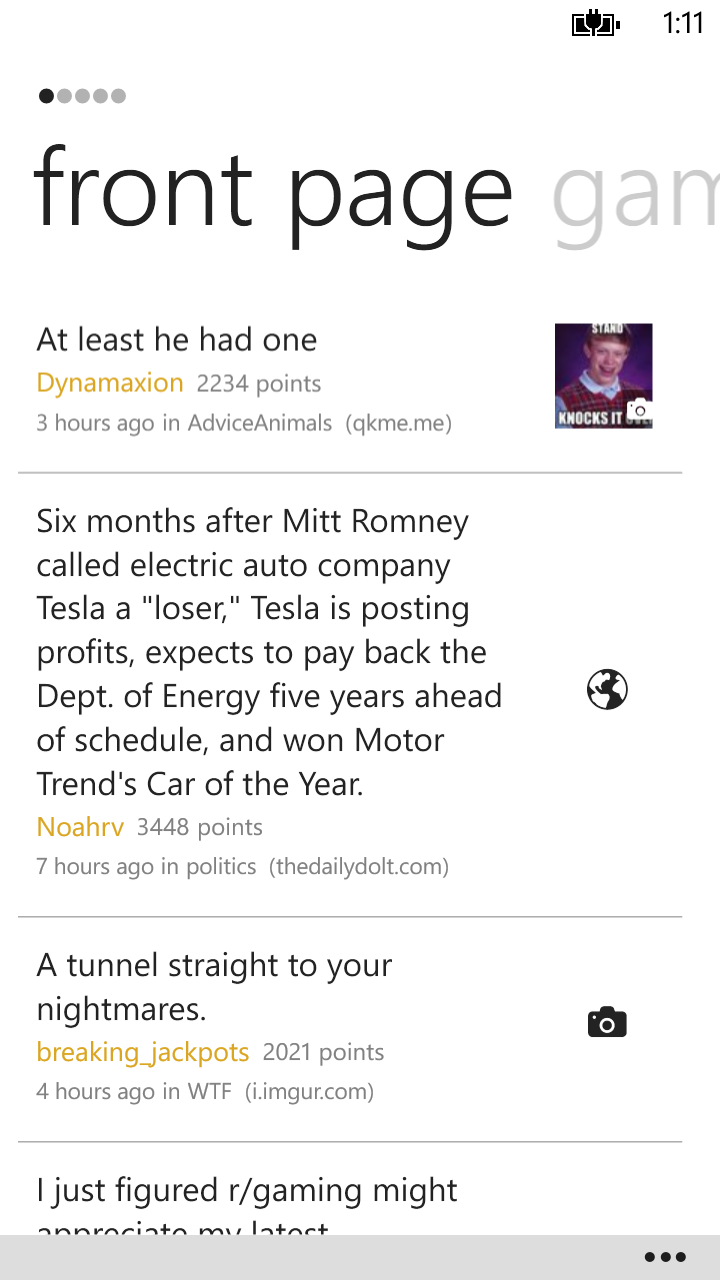 1:11
front page gam
At least he had one
Dynamaxion 2234 points
3 hours ago in AdviceAnimals (qkme.me)
STAND
KNOCKS IT OVER
Six months after Mitt Romney
called electric auto company
Tesla a "loser," Tesla is posting
profits, expects to pay back the
Dept. of Energy five years ahead
of schedule, and won Motor
Trend's Car of the Year.
Noahrv 3448 points
7 hours ago in politics (thedailydolt.com)
A tunnel straight to your
nightmares.
breaking_jackpots 2021 points
4 hours ago in WTF (i.imgur.com)
I just figured r/gaming might
appreciate my latest